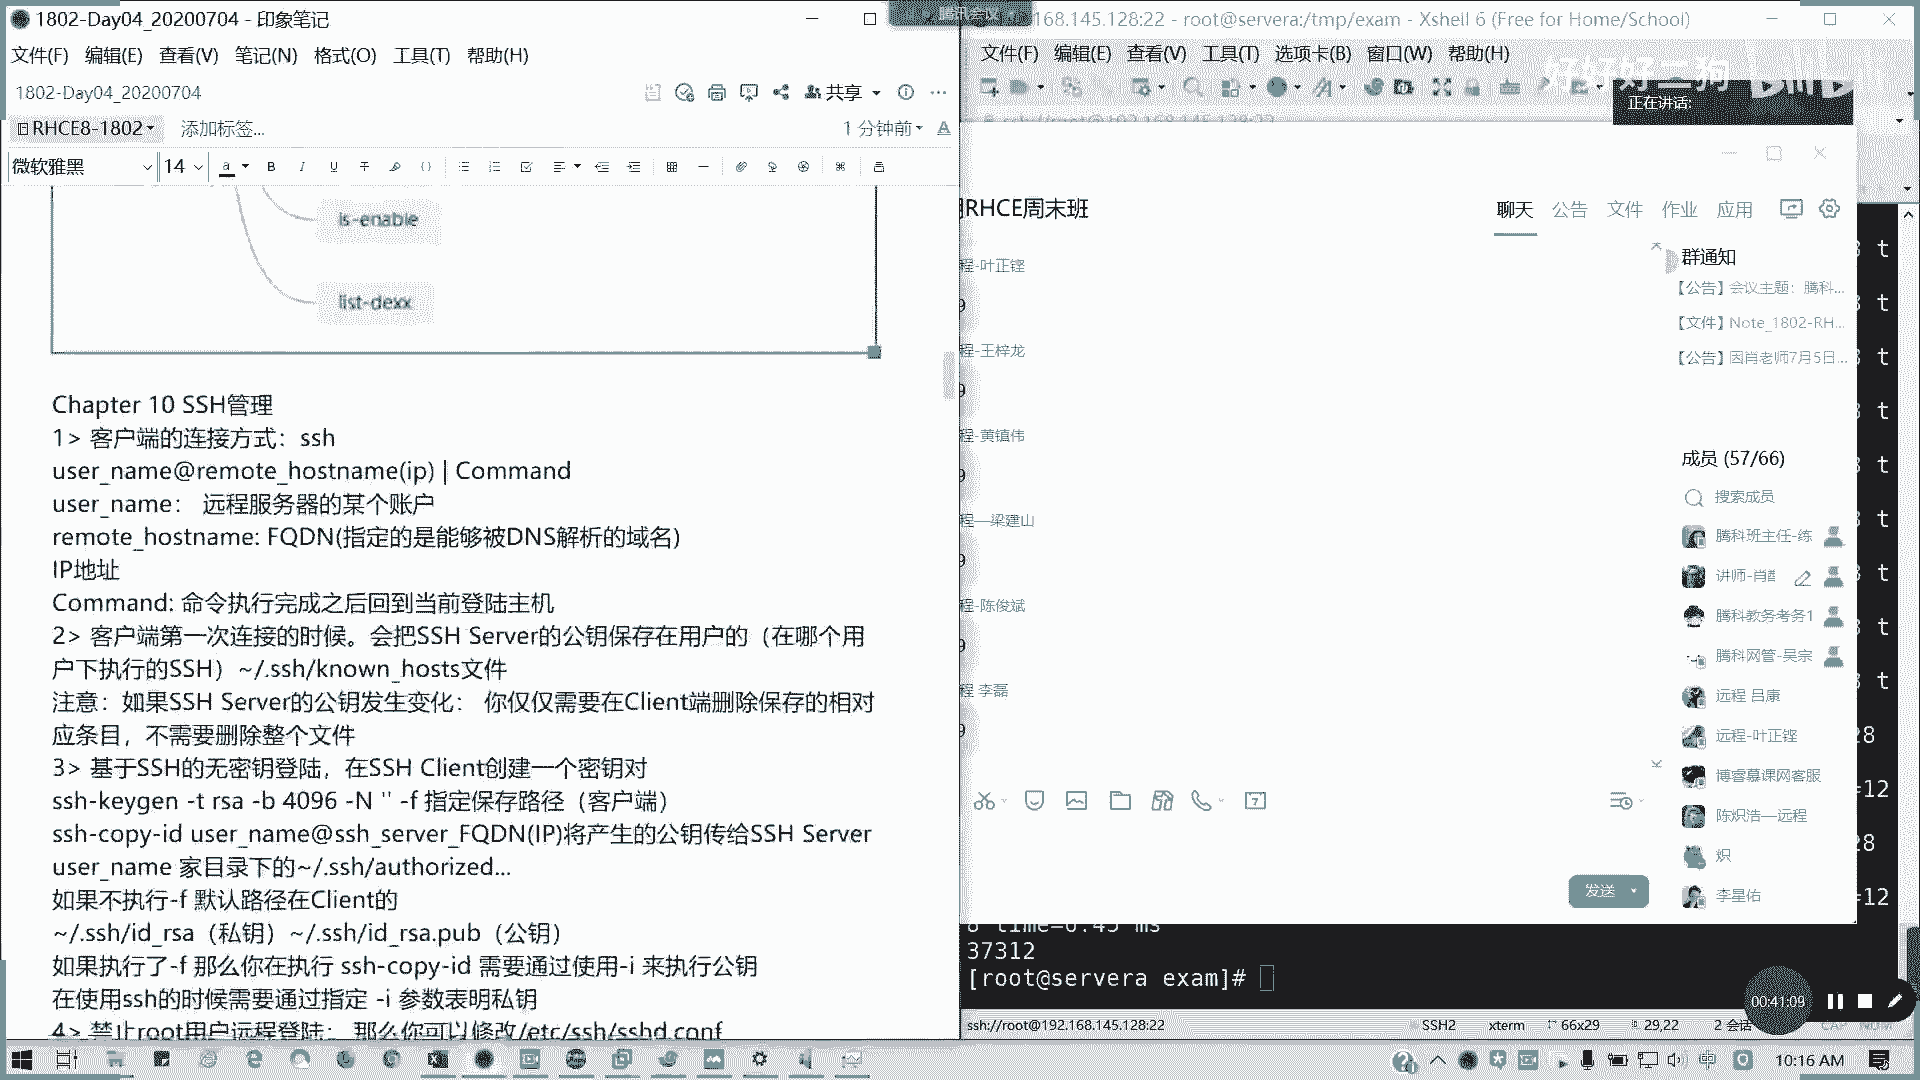 1802-Day04_20200704 - 印象笔记
文件(F) 编辑(E) 查看(V) 笔记(N) 格式(O) 工具(T) 帮助(H)
1802-Day04_20200704
共享
RHCE8-1802
添加标签...
1 分钟前
微软雅黑
14
is-enable
list-dexx
Chapter 10 SSH管理
1> 客户端的连接方式：ssh
user_name@remote_hostname(ip) | Command
user_name： 远程服务器的某个账户
remote_hostname: FQDN(指定的是能够被DNS解析的域名)
IP地址
Command: 命令执行完成之后回到当前登陆主机
2> 客户端第一次连接的时候。会把SSH Server的公钥保存在用户的（在哪个用
户下执行的SSH）~/.ssh/known_hosts文件
注意：如果SSH Server的公钥发生变化： 你仅仅需要在Client端删除保存的相对
应条目，不需要删除整个文件
3> 基于SSH的无密钥登陆，在SSH Client创建一个密钥对
ssh-keygen -t rsa -b 4096 -N '' -f 指定保存路径（客户端）
ssh-copy-id user_name@ssh_server_FQDN(IP)将产生的公钥传给SSH Server
user_name 家目录下的~/.ssh/authorized...
如果不执行-f 默认路径在Client的
~/.ssh/id_rsa（私钥）~/.ssh/id_rsa.pub（公钥）
如果执行了-f 那么你在执行 ssh-copy-id 需要通过使用-i 来执行公钥
在使用ssh的时候需要通过指定 -i 参数表明私钥
4> 禁止root用户远程登陆： 那么你可以修改/etc/ssh/sshd.conf
腾讯会议
168.145.128:22 - root@servera:/tmp/exam - Xshell 6 (Free for Home/School)
文件(F) 编辑(E) 查看(V) 工具(T) 选项卡(B) 窗口(W) 帮助(H)
好好好二狗
正在讲话:
RHCE周末班
聊天 公告 文件 作业 应用
程-叶正铿
程-王梓龙
程-黄镇伟
程—梁建山
程-陈俊斌
程 李磊
群通知
【公告】会议主题：腾科...
【文件】Note_1802-RH...
【公告】因肖老师7月5日...
成员 (57/66)
搜索成员
腾科班主任-练
讲师-肖
腾科教务考务1
腾科网管-吴宗
远程 吕康
远程-叶正铿
博睿慕课网客服
陈炽浩—远程
炽
李星佑
发送
37312
[root@servera exam]#
00:41:09
ssh://root@192.168.145.128:22
SSH2
xterm
66x29
29,22
2 会话
10:16 AM